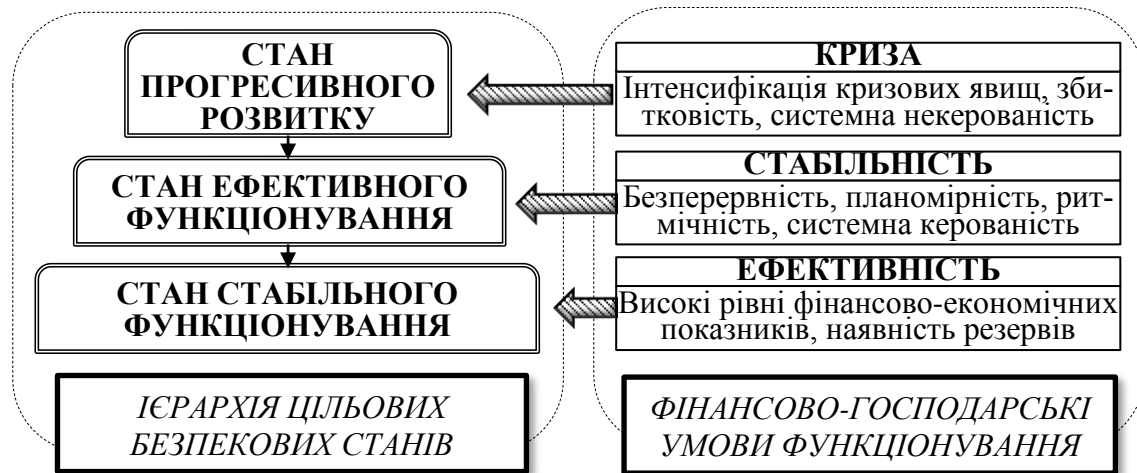 СТАН
ПРОГРЕСИВНОГО
РОЗВИТКУ
СТАН ЕФЕКТИВНОГО
ФУНКЦІОНУВАННЯ
СТАН СТАБІЛЬНОГО
ФУНКЦІОНУВАННЯ
ІЄРАРХІЯ ЦІЛЬОВИХ
БЕЗПЕКОВИХ СТАНІВ
КРИЗА
Інтенсифікація кризових явищ, зби-
тковість, системна некерованість
СТАБІЛЬНІСТЬ
Безперервність, планомірність, рит-
мічність, системна керованість
ЕФЕКТИВНІСТЬ
Високі рівні фінансово-економічних
показників, наявність резервів
ФІНАНСОВО-ГОСПОДАРСЬКІ
УМОВИ ФУНКЦІОНУВАННЯ